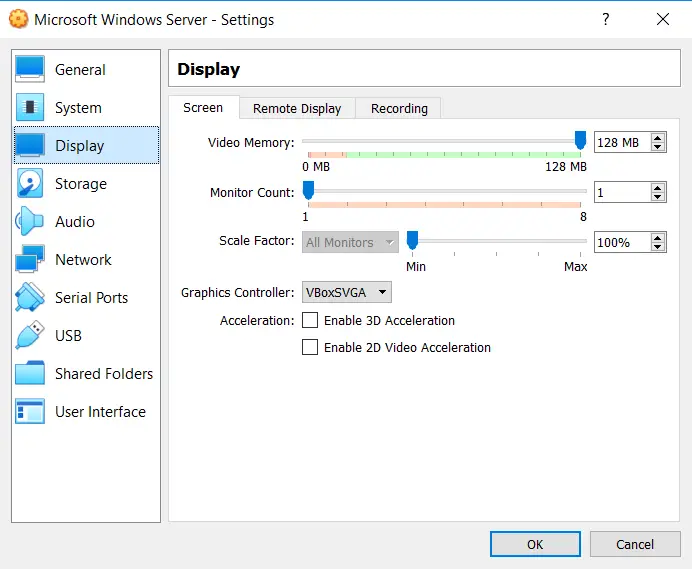 Microsoft Windows Server - Settings
?
General
System
Display
Storage
Audio
Network
Serial Ports
USB
Shared Folders
User Interface
Display
Screen
Remote Display
Recording
Video Memory:
128 MB
0 MB
128 MB
Monitor Count:
1
1
8
Scale Factor:
All Monitors
100%
Min
Max
Graphics Controller:
VBoxSVGA
Acceleration:
Enable 3D Acceleration
Enable 2D Video Acceleration
OK
Cancel